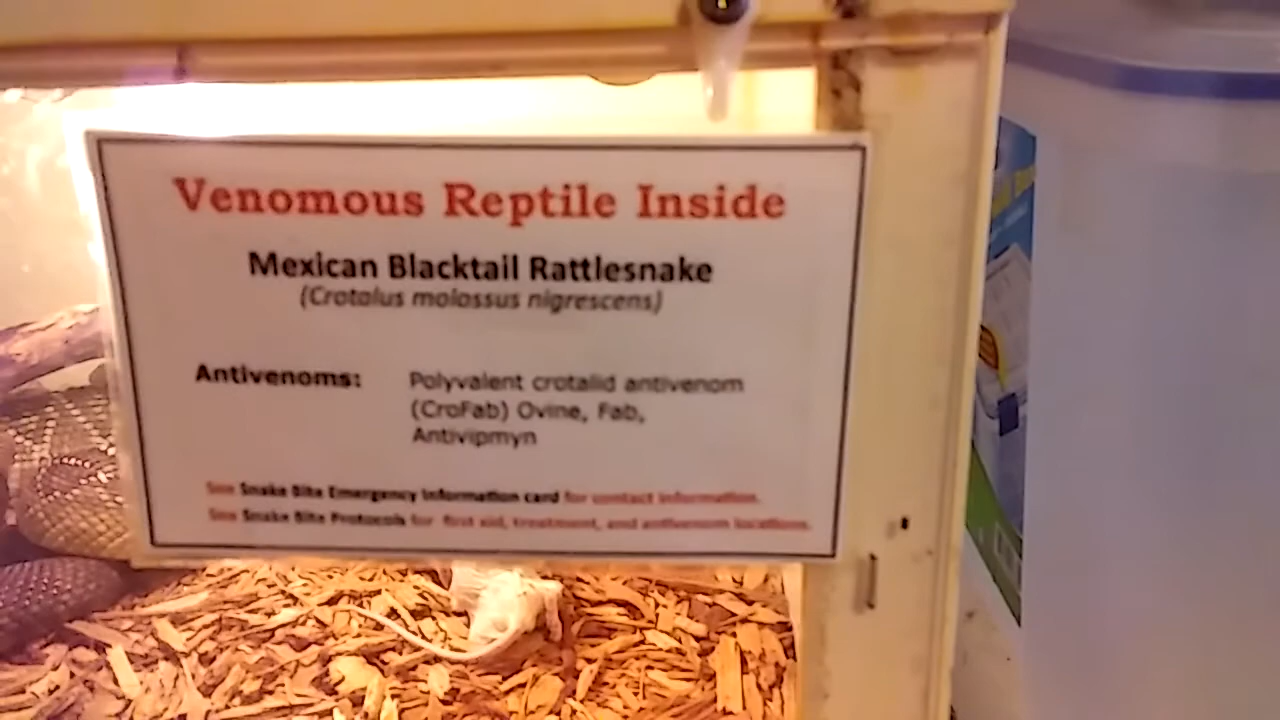 Venomous Reptile Inside
Mexican Blacktail Rattlesnake
(Crotalus molossus nigrescens)
Antivenoms: Polyvalent crotalid antivenom
(CroFab) Ovine, Fab,
Antivipmyn
See Snake Bite Emergency Information card for contact information.
See Snake Bite Protocols for first aid, treatment, and antivenom locations.